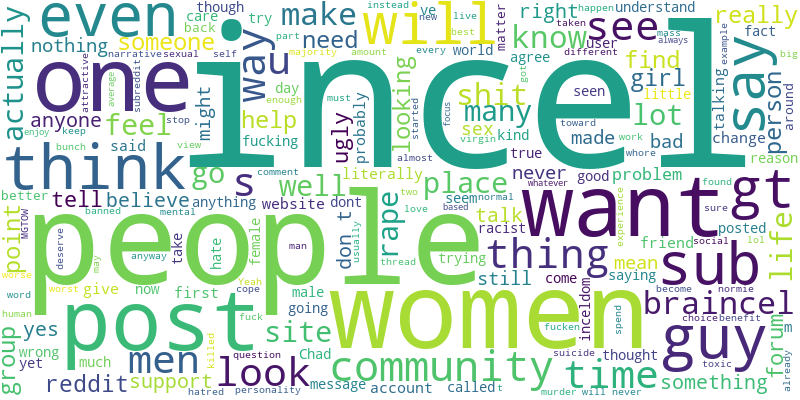 incel
people
women
want
post
one
think
will
even
sub
guy
say
see
gt
thing
community
time
look
way
s
men
site
know
make
many
shit
place
life
lot
braincel
reddit
group
well
feel
go
rape
help
need
right
really
girl
find
person
actually
someone
nothing
anyone
looking
might
ugly
believe
tell
point
yes
support
don t
talk
still
never
bad
made
sex
kind
problem
something
forum
friend
mean
change
reason
understand
though
care
back
try
ye
instead
new
live
best
part
every
world
matter
agree
user
seen
different
mass
always
taken
happen
majority
amount
narrative
sexual
self
attractive
average
subreddit
day
enough
fucking
probably
said
must
stop
view
enjoy
keep
bunch
comment
literally
true
almost
started
focus
toward
virgin
whore
got
little
talking
fact
example
big
around
work
good
better
banned
mental
anything
website
dont
two
love
usually
based
seem
normal
whatever
experience
found
sure
social
posted
lol
MGTOW
deserve
anyway
take
hate
female
man
thread
trying
racist
come
saying
inceldom
worse
worst
may
Yeah
cope
give
now
first
male
going
word
human
fuck
killed
Chad
question
message
account
called
t
suicide
fucken
spend
thought
become
normie
choice
benefit
toxic
m
already
wrong
yet
much
hatred
personality
murder
will never